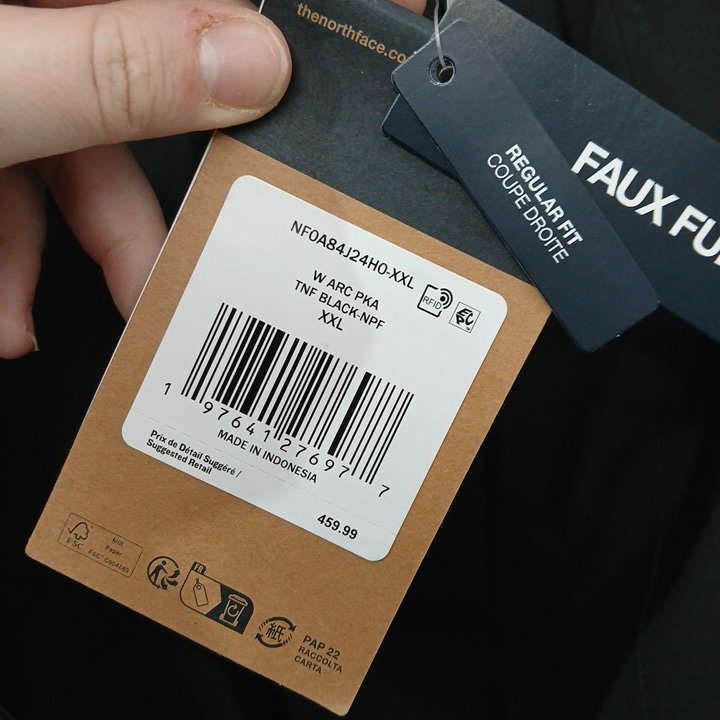 thenorthface.co
REGULAR FIT
COUPE DROITE
FAUX FU
NF0A84J24H0-XXL
W ARC PKA
TNF BLACK-NPF
XXL
RFID
1 97641 27697 7
MADE IN INDONESIA
Prix de Détail Suggéré /
Suggested Retail
459.99
FSC
MIX
Paper
FR
紙
PAP 22
RACCOLTA
CARTA